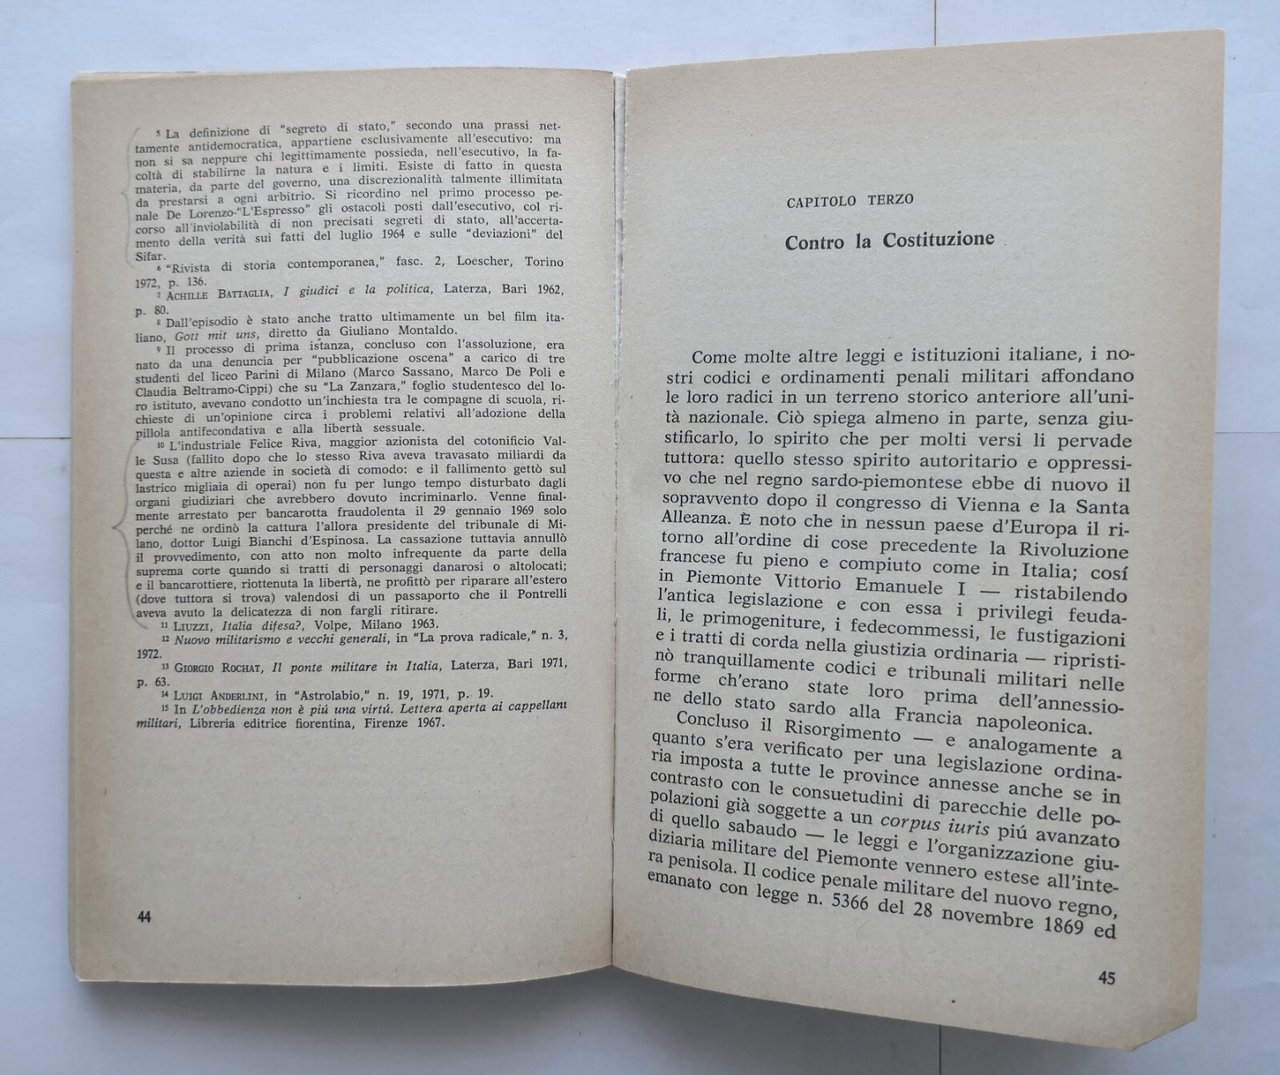 5 La definizione di "segreto di stato," secondo una prassi net-
tamente antidemocratica, appartiene esclusivamente all'esecutivo: ma
non si sa neppure chi legittimamente possieda, nell'esecutivo, la fa-
coltà di stabilirne la natura e i limiti. Esiste di fatto in questa
materia, da parte del governo, una discrezionalità talmente illimitata
da prestarsi a ogni arbitrio. Si ricordino nel primo processo pe-
nale De Lorenzo-"L'Espresso" gli ostacoli posti dall'esecutivo, col ri-
corso all'inviolabilità di non precisati segreti di stato, all'accerta-
mento della verità sui fatti del luglio 1964 e sulle "deviazioni" del
Sifar.
6 "Rivista di storia contemporanea," fasc. 2, Loescher, Torino
1972, p. 136.
7 ACHILLE BATTAGLIA, I giudici e la politica, Laterza, Bari 1962,
p. 80.
8 Dall'episodio è stato anche tratto ultimamente un bel film ita-
liano, Gott mit uns, diretto da Giuliano Montaldo.
9 Il processo di prima istanza, concluso con l'assoluzione, era
nato da una denuncia per "pubblicazione oscena" a carico di tre
studenti del liceo Parini di Milano (Marco Sassano, Marco De Poli e
Claudia Beltramo-Cippi) che su "La Zanzara," foglio studentesco del lo-
ro istituto, avevano condotto un'inchiesta tra le compagne di scuola, ri-
chieste di un'opinione circa i problemi relativi all'adozione della
pillola antifecondativa e alla libertà sessuale.
10 L'industriale Felice Riva, maggior azionista del cotonificio Val-
le Susa (fallito dopo che lo stesso Riva aveva travasato miliardi da
questa e altre aziende in società di comodo: e il fallimento gettò sul
lastrico migliaia di operai) non fu per lungo tempo disturbato dagli
organi giudiziari che avrebbero dovuto incriminarlo. Venne final-
mente arrestato per bancarotta fraudolenta il 29 gennaio 1969 solo
perché ne ordinò la cattura l'allora presidente del tribunale di Mi-
lano, dottor Luigi Bianchi d'Espinosa. La cassazione tuttavia annullò
il provvedimento, con atto non molto infrequente da parte della
suprema corte quando si tratti di personaggi danarosi o altolocati;
e il bancarottiere, riottenuta la libertà, ne profittò per riparare all'estero
(dove tuttora si trova) valendosi di un passaporto che il Pontrelli
aveva avuto la delicatezza di non fargli ritirare.
11 LIUZZI, Italia difesa?, Volpe, Milano 1963.
12 Nuovo militarismo e vecchi generali, in "La prova radicale," n. 3,
1972.
13 GIORGIO ROCHAT, Il ponte militare in Italia, Laterza, Bari 1971,
p. 63.
14 LUIGI ANDERLINI, in "Astrolabio," n. 19, 1971, p. 19.
15 In L'obbedienza non è piú una virtú. Lettera aperta ai cappellani
militari, Libreria editrice fiorentina, Firenze 1967.
44
CAPITOLO TERZO
Contro la Costituzione
Come molte altre leggi e istituzioni italiane, i no-
stri codici e ordinamenti penali militari affondano
le loro radici in un terreno storico anteriore all'uni-
tà nazionale. Ciò spiega almeno in parte, senza giu-
stificarlo, lo spirito che per molti versi li pervade
tuttora: quello stesso spirito autoritario e oppressi-
vo che nel regno sardo-piemontese ebbe di nuovo il
sopravvento dopo il congresso di Vienna e la Santa
Alleanza. È noto che in nessun paese d'Europa il ri-
torno all'ordine di cose precedente la Rivoluzione
francese fu pieno e compiuto come in Italia; cosí
in Piemonte Vittorio Emanuele I — ristabilendo
l'antica legislazione e con essa i privilegi feuda-
li, le primogeniture, i fedecommessi, le fustigazioni
e i tratti di corda nella giustizia ordinaria — ripristi-
nò tranquillamente codici e tribunali militari nelle
forme ch'erano state loro prima dell'annessio-
ne dello stato sardo alla Francia napoleonica.
Concluso il Risorgimento — e analogamente a
quanto s'era verificato per una legislazione ordina-
ria imposta a tutte le province annesse anche se in
contrasto con le consuetudini di parecchie delle po-
polazioni già soggette a un corpus iuris piú avanzato
di quello sabaudo — le leggi e l'organizzazione giu-
diziaria militare del Piemonte vennero estese all'inte-
ra penisola. Il codice penale militare del nuovo regno,
emanato con legge n. 5366 del 28 novembre 1869 ed
45